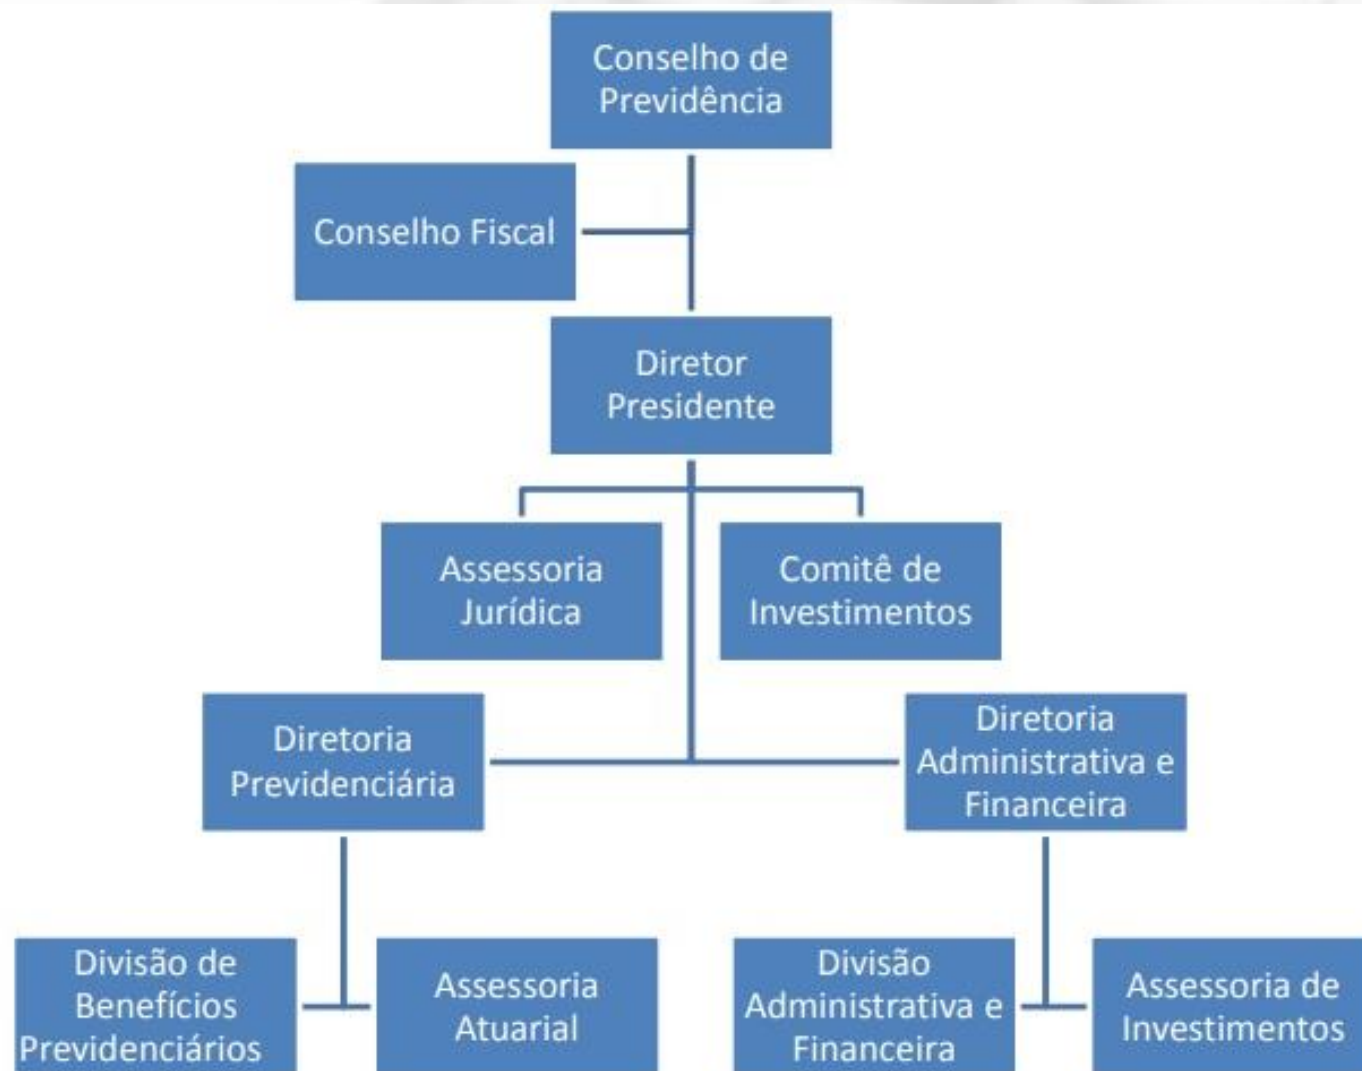 Conselho de
Previdência
Conselho Fiscal
Diretor
Presidente
Assessoria
Jurídica
Comitê de
Investimentos
Diretoria
Previdenciária
Diretoria
Administrativa e
Financeira
Divisão de
Benefícios
Previdenciários
Assessoria
Atuarial
Divisão
Administrativa e
Financeira
Assessoria de
Investimentos